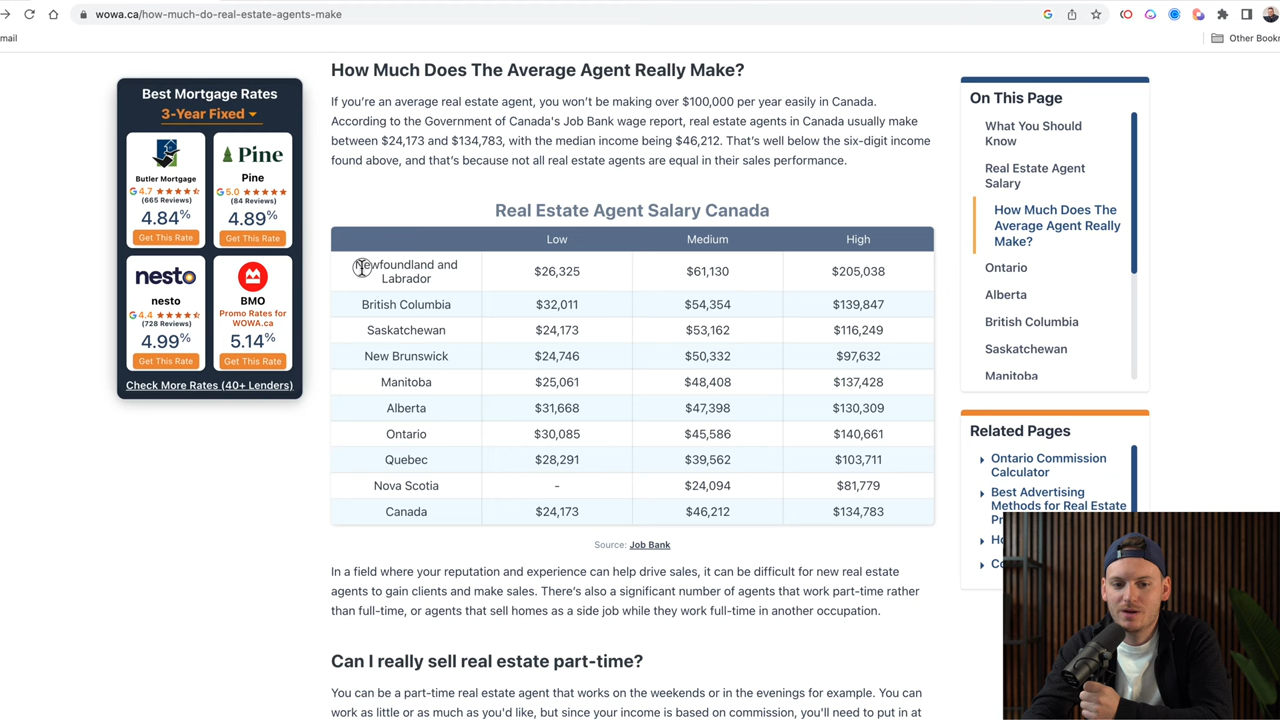 wowa.ca/how-much-do-real-estate-agents-make
mail
Other Bookr
Best Mortgage Rates
3-Year Fixed
Butler Mortgage
4.7
(665 Reviews)
4.84%
Get This Rate
Pine
Pine
5.0
(84 Reviews)
4.89%
Get This Rate
nesto
nesto
4.4
(728 Reviews)
4.99%
Get This Rate
BMO
Promo Rates for
WOWA.ca
5.14%
Get This Rate
Check More Rates (40+ Lenders)
How Much Does The Average Agent Really Make?
If you're an average real estate agent, you won't be making over $100,000 per year easily in Canada.
According to the Government of Canada's Job Bank wage report, real estate agents in Canada usually make
between $24,173 and $134,783, with the median income being $46,212. That's well below the six-digit income
found above, and that's because not all real estate agents are equal in their sales performance.
Real Estate Agent Salary Canada
Low Medium High
Newfoundland and
Labrador $26,325 $61,130 $205,038
British Columbia $32,011 $54,354 $139,847
Saskatchewan $24,173 $53,162 $116,249
New Brunswick $24,746 $50,332 $97,632
Manitoba $25,061 $48,408 $137,428
Alberta $31,668 $47,398 $130,309
Ontario $30,085 $45,586 $140,661
Quebec $28,291 $39,562 $103,711
Nova Scotia - $24,094 $81,779
Canada $24,173 $46,212 $134,783
Source: Job Bank
In a field where your reputation and experience can help drive sales, it can be difficult for new real estate
agents to gain clients and make sales. There's also a significant number of agents that work part-time rather
than full-time, or agents that sell homes as a side job while they work full-time in another occupation.
Can I really sell real estate part-time?
You can be a part-time real estate agent that works on the weekends or in the evenings for example. You can
work as little or as much as you'd like, but since your income is based on commission, you'll need to put in at
On This Page
What You Should
Know
Real Estate Agent
Salary
How Much Does The
Average Agent Really
Make?
Ontario
Alberta
British Columbia
Saskatchewan
Manitoba
Related Pages
Ontario Commission
Calculator
Best Advertising
Methods for Real Estate